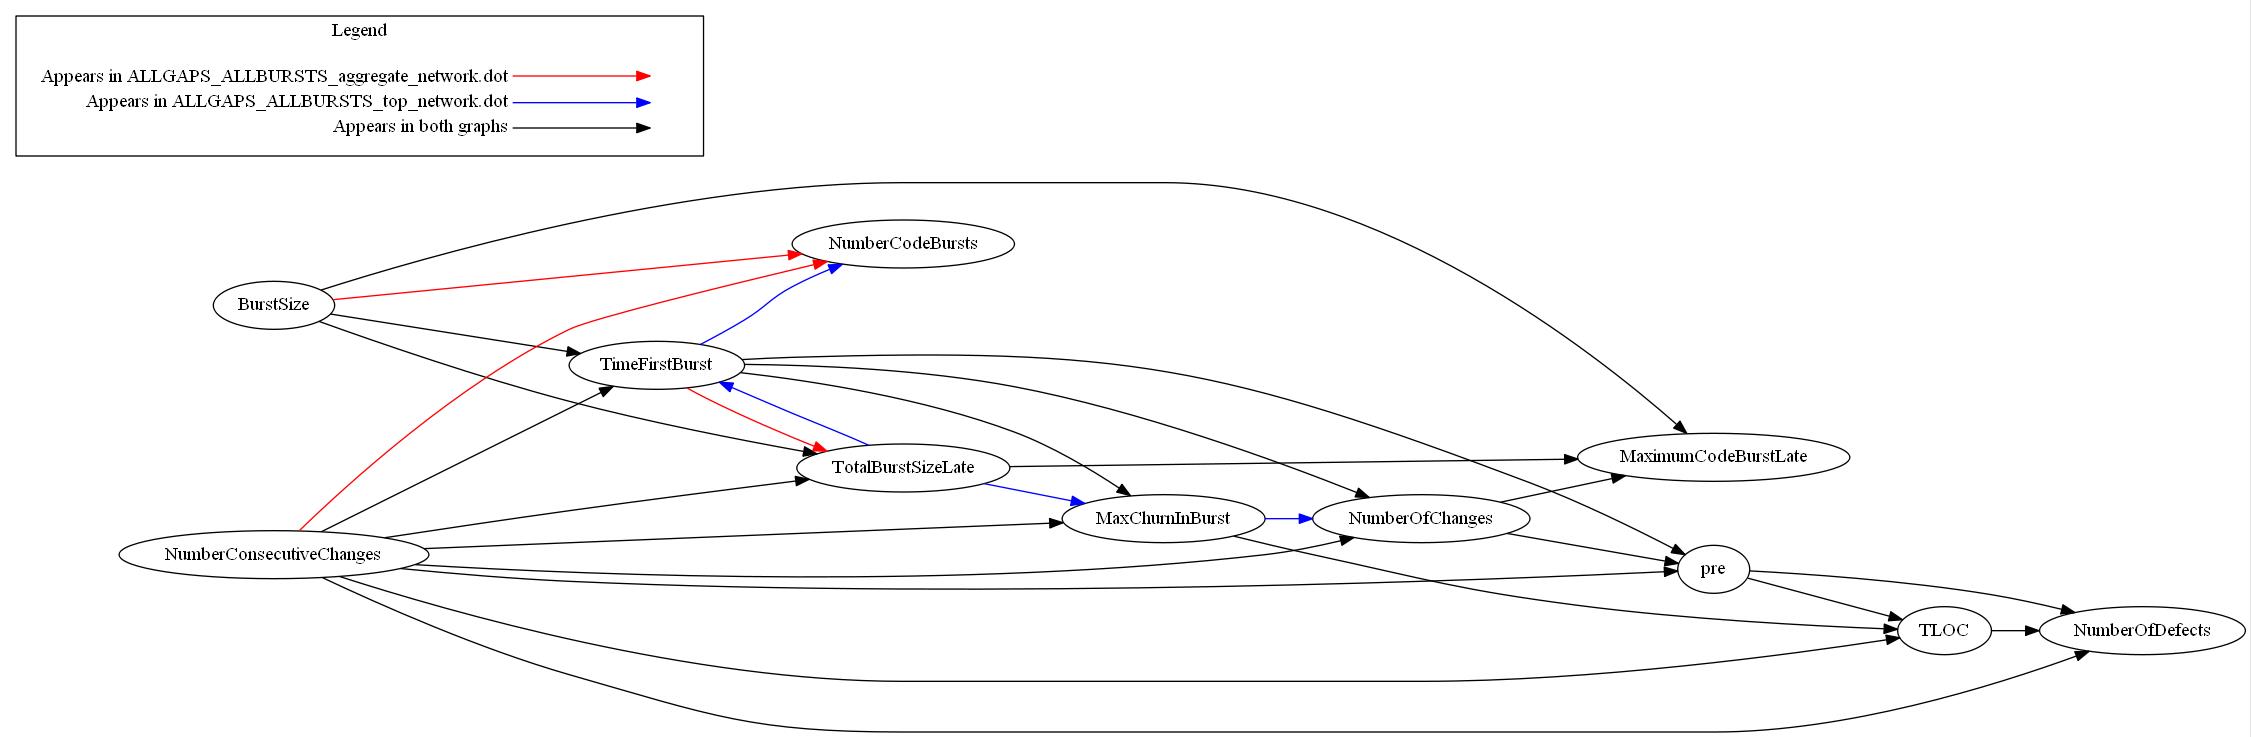 Legend
Appears in ALLGAPS_ALLBURSTS_aggregate_network.dot
Appears in ALLGAPS_ALLBURSTS_top_network.dot
Appears in both graphs
NumberCodeBursts
BurstSize
TimeFirstBurst
TotalBurstSizeLate
MaximumCodeBurstLate
MaxChurnInBurst
NumberOfChanges
NumberConsecutiveChanges
pre
TLOC
NumberOfDefects